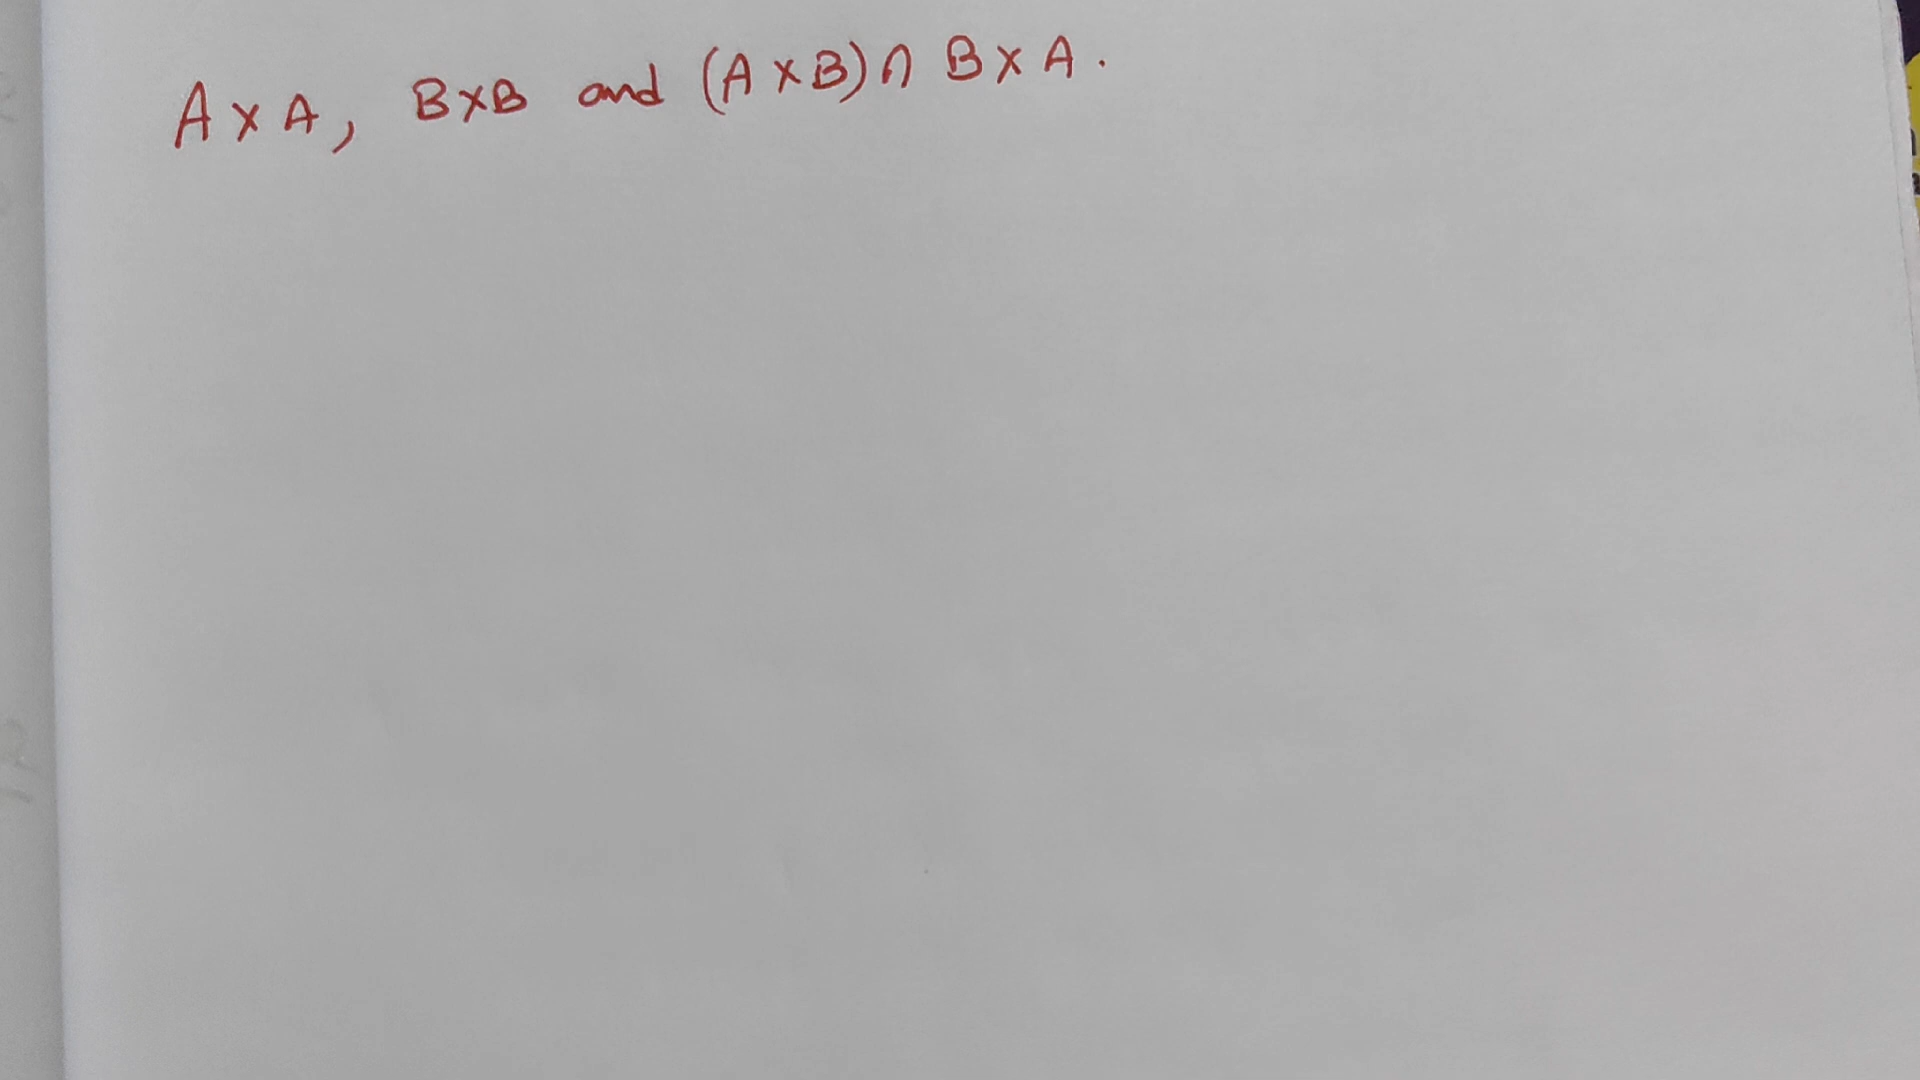 A × A, B×B and (A × B) ∩ B × A.